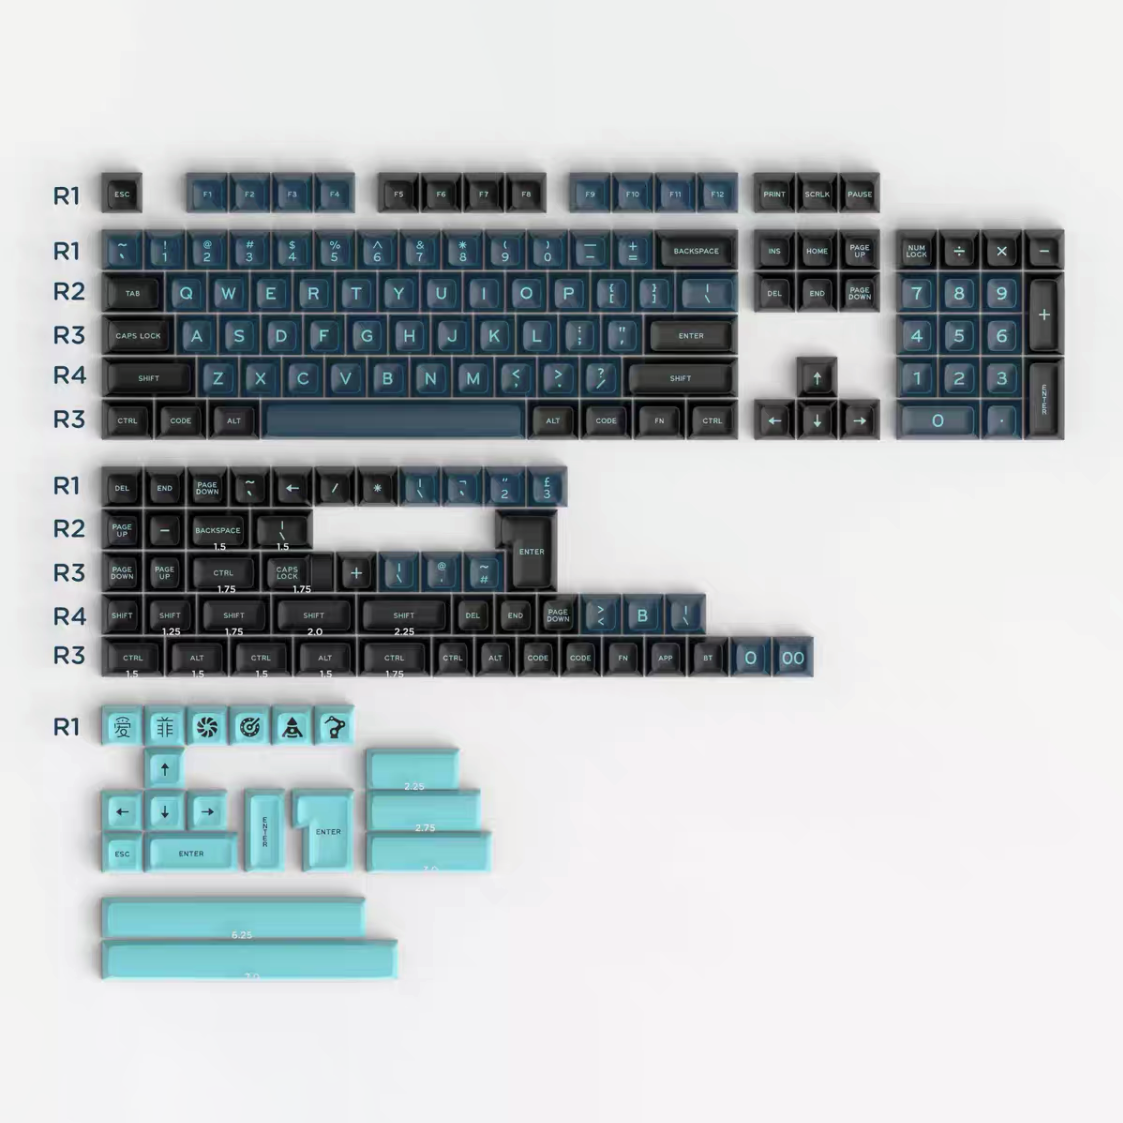 R1 ESC F1 F2 F3 F4 F5 F6 F7 F8 F9 F10 F11 F12 PRINT SCRLK PAUSE
R1 ~ ` ! 1 @ 2 # 3 $ 4 % 5 ^ 6 & 7 * 8 ( 9 ) 0 — - + = BACKSPACE INS HOME PAGE UP NUM LOCK ÷ × −
R2 TAB Q W E R T Y U I O P { [ } ] | \ DEL END PAGE DOWN 7 8 9 +
R3 CAPS LOCK A S D F G H J K L : ; " ' ENTER 4 5 6
R4 SHIFT Z X C V B N M < , > . ? / SHIFT ↑ 1 2 3 ENTER
R3 CTRL CODE ALT ALT CODE FN CTRL ← ↓ → 0 .
R1 DEL END PAGE DOWN ~ ` ← / * | \ ¬ ` " 2 £ 3
R2 PAGE UP − BACKSPACE 1.5 | \ 1.5 ENTER
R3 PAGE DOWN PAGE UP CTRL 1.75 CAPS LOCK 1.75 + | \ @ ' ~ #
R4 SHIFT SHIFT 1.25 SHIFT 1.75 SHIFT 2.0 SHIFT 2.25 DEL END PAGE DOWN > < B | \
R3 CTRL 1.5 ALT 1.5 CTRL 1.5 ALT 1.5 CTRL 1.75 CTRL ALT CODE CODE FN APP BT 0 00
R1
↑
2.25
← ↓ → ENTER ENTER
2.75
ESC ENTER
3.0
6.25
7.0